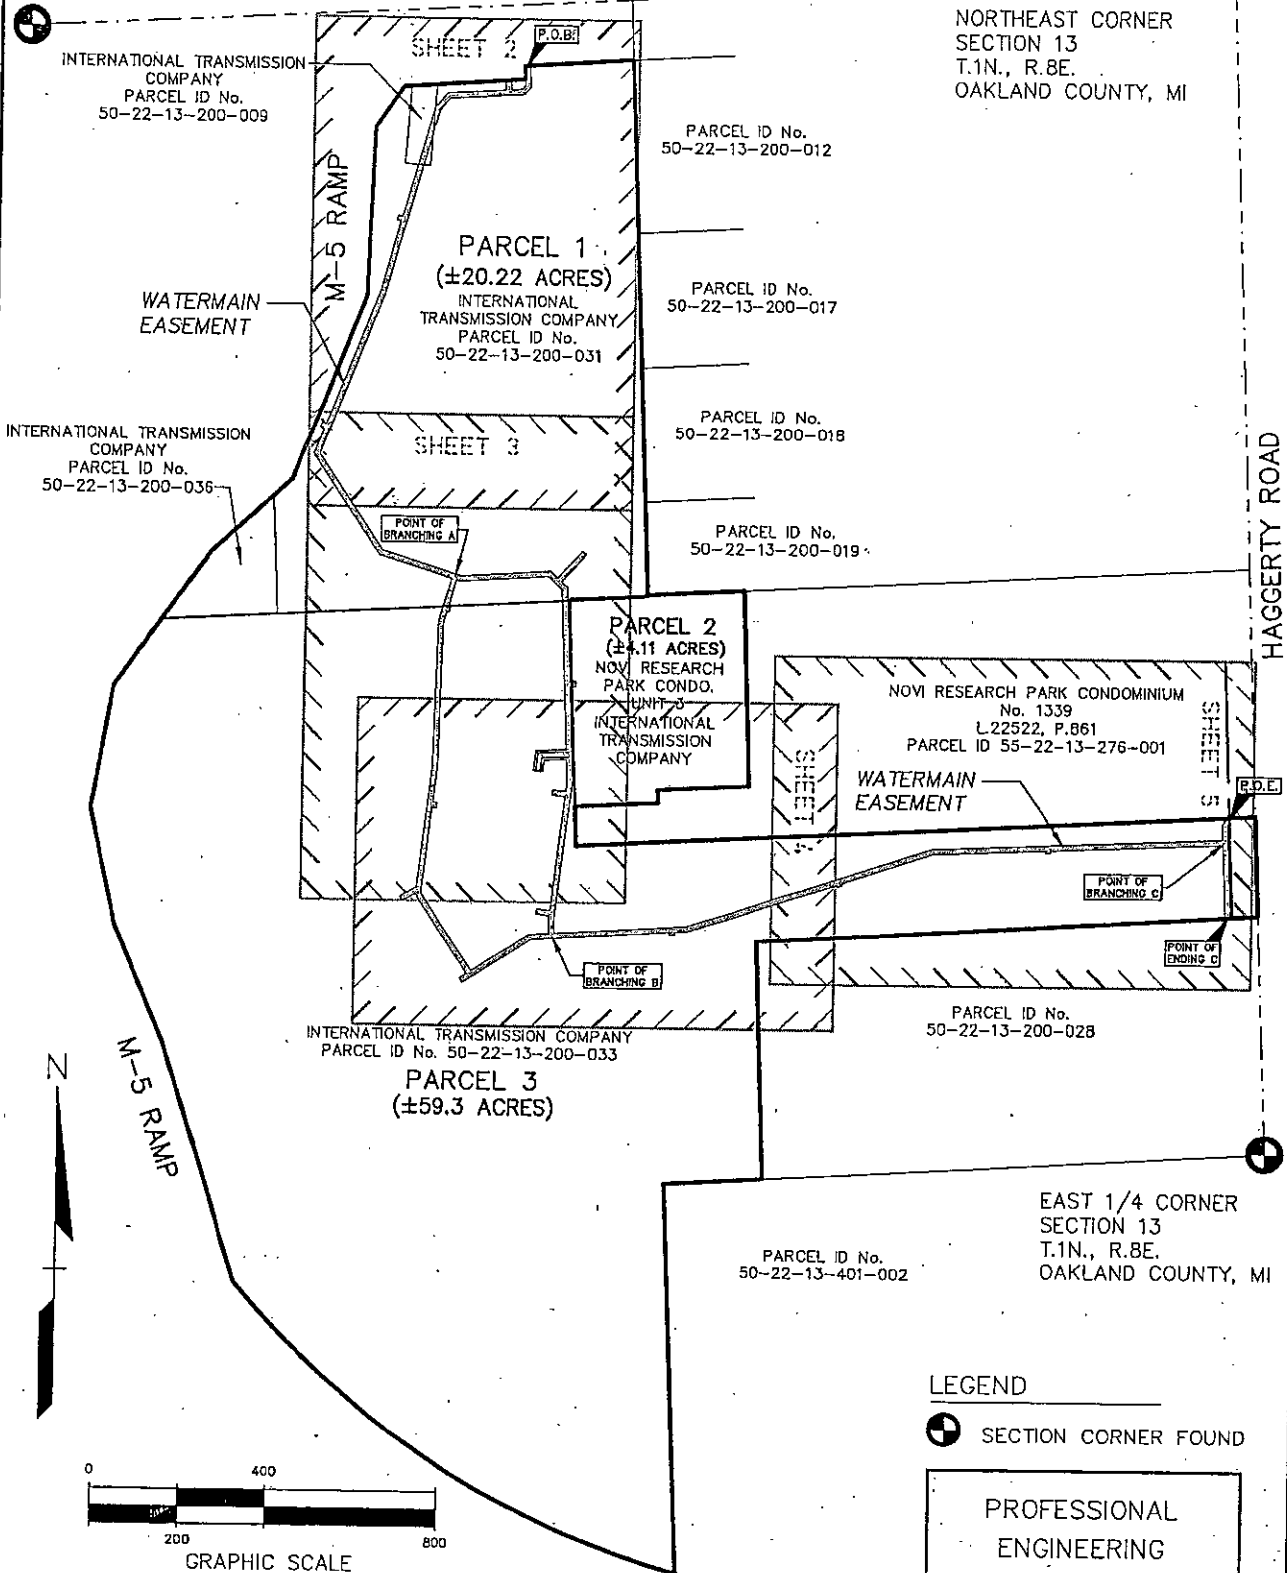 NORTHEAST CORNER
SECTION 13
T.1N., R.8E.
OAKLAND COUNTY, MI
SHEET 2
P.O.B.
INTERNATIONAL TRANSMISSION
COMPANY
PARCEL ID No.
50-22-13-200-009
PARCEL ID No.
50-22-13-200-012
M-5 RAMP
PARCEL 1
(±20.22 ACRES)
INTERNATIONAL
TRANSMISSION COMPANY
PARCEL ID No.
50-22-13-200-031
WATERMAIN
EASEMENT
PARCEL ID No.
50-22-13-200-017
INTERNATIONAL TRANSMISSION
COMPANY
PARCEL ID No.
50-22-13-200-036
SHEET 3
PARCEL ID No.
50-22-13-200-018
POINT OF
BRANCHING A
PARCEL ID No.
50-22-13-200-019
HAGGERTY ROAD
PARCEL 2
(±4.11 ACRES)
NOVI RESEARCH
PARK CONDO.
UNIT 3
INTERNATIONAL
TRANSMISSION
COMPANY
NOVI RESEARCH PARK CONDOMINIUM
No. 1339
L.22522, P.861
PARCEL ID 55-22-13-276-001
SHEET 4
SHEET 5
WATERMAIN
EASEMENT
P.O.E.
POINT OF
BRANCHING C
POINT OF
ENDING C
POINT OF
BRANCHING B
PARCEL ID No.
50-22-13-200-028
INTERNATIONAL TRANSMISSION COMPANY
PARCEL ID No. 50-22-13-200-033
PARCEL 3
(±59.3 ACRES)
N
M-5 RAMP
EAST 1/4 CORNER
SECTION 13
T.1N., R.8E.
OAKLAND COUNTY, MI
PARCEL ID No.
50-22-13-401-002
LEGEND
SECTION CORNER FOUND
0 400
200 800
GRAPHIC SCALE
PROFESSIONAL
ENGINEERING